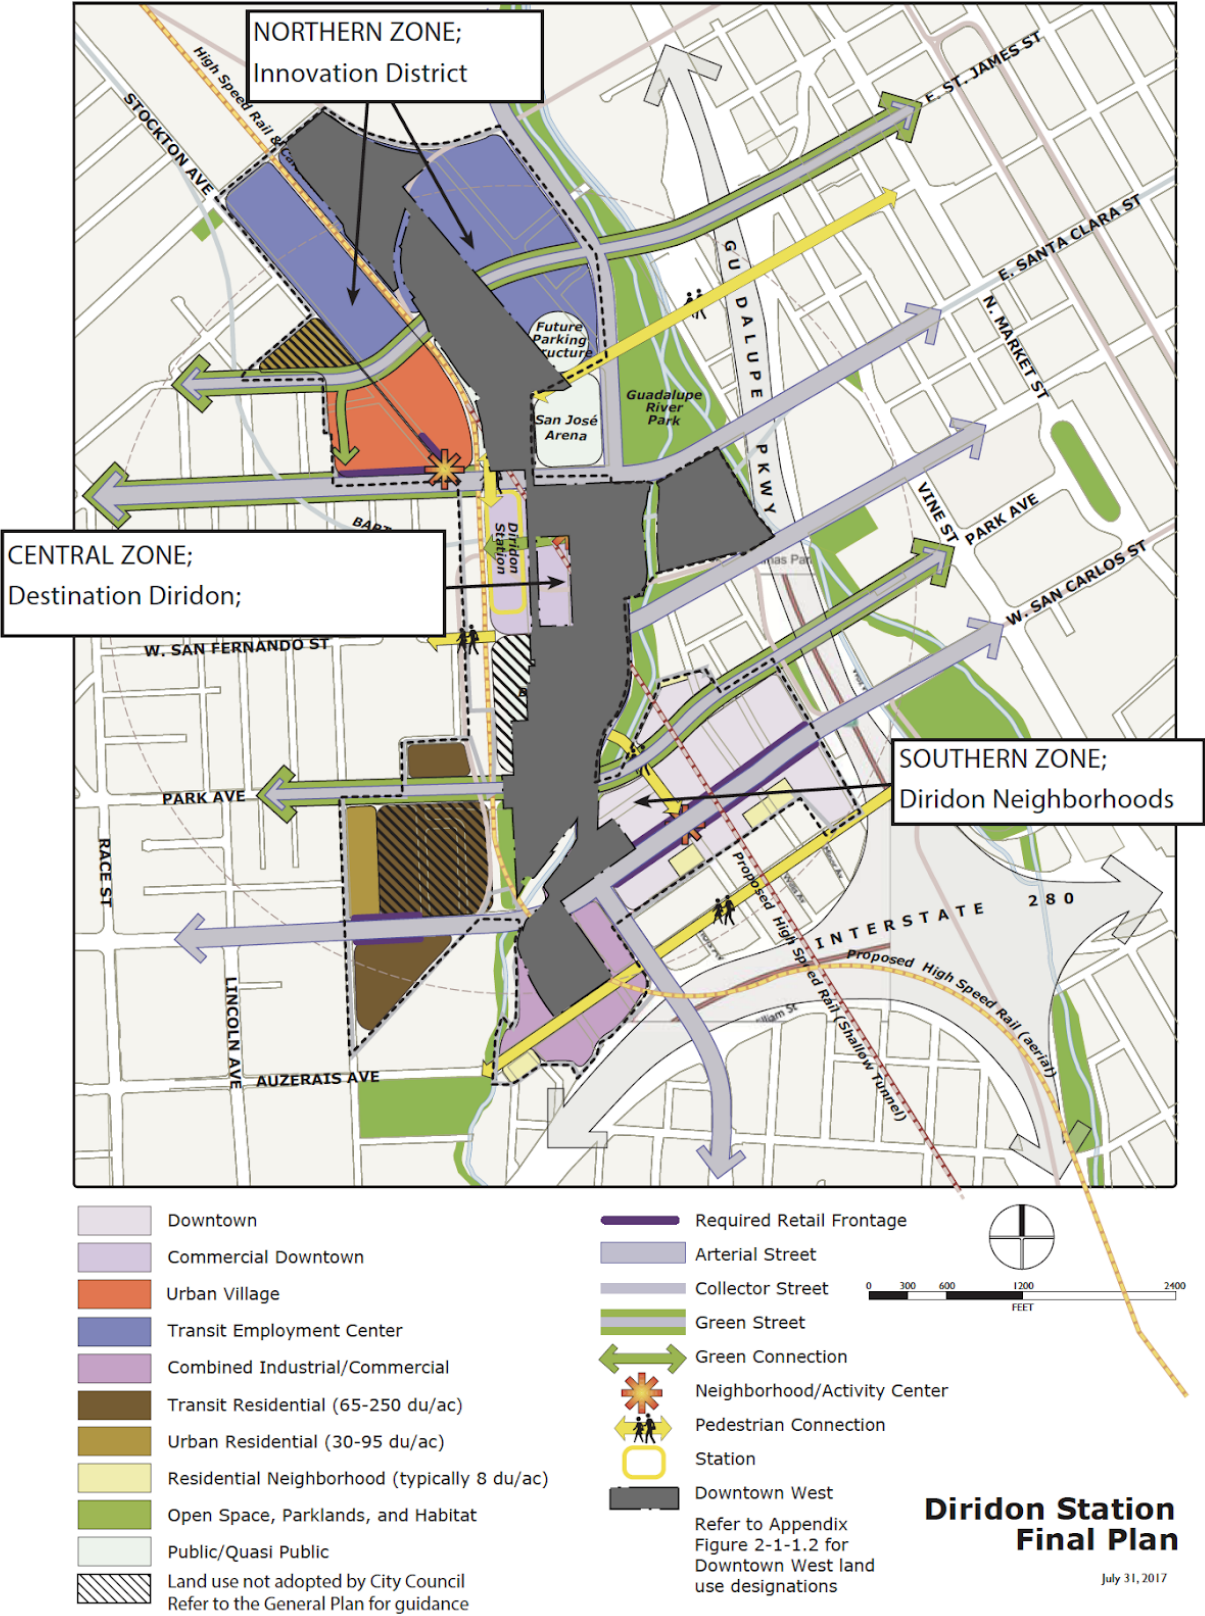 NORTHERN ZONE;
Innovation District
High Speed Rail &
STOCKTON AVE
E. ST. JAMES ST
E. SANTA CLARA ST
N. MARKET ST
GU DALUPE PKWY
Future
Parking
ructure
San José
Arena
Guadalupe
River
Park
VINE ST
PARK AVE
W. SAN CARLOS ST
Diridon
Station
CENTRAL ZONE;
Destination Diridon;
W. SAN FERNANDO ST
SOUTHERN ZONE;
Diridon Neighborhoods
PARK AVE
RACE ST
LINCOLN AVE
AUZERAIS AVE
INTERSTATE 280
Proposed High Speed Rail (Shallow Tunnel)
Proposed High Speed Rail (aerial)
lliam St
Downtown
Commercial Downtown
Urban Village
Transit Employment Center
Combined Industrial/Commercial
Transit Residential (65-250 du/ac)
Urban Residential (30-95 du/ac)
Residential Neighborhood (typically 8 du/ac)
Open Space, Parklands, and Habitat
Public/Quasi Public
Land use not adopted by City Council
Refer to the General Plan for guidance
Required Retail Frontage
Arterial Street
Collector Street
Green Street
Green Connection
Neighborhood/Activity Center
Pedestrian Connection
Station
Downtown West
Refer to Appendix
Figure 2-1-1.2 for
Downtown West land
use designations
0 300 600 1200 2400
FEET
Diridon Station
Final Plan
July 31, 2017